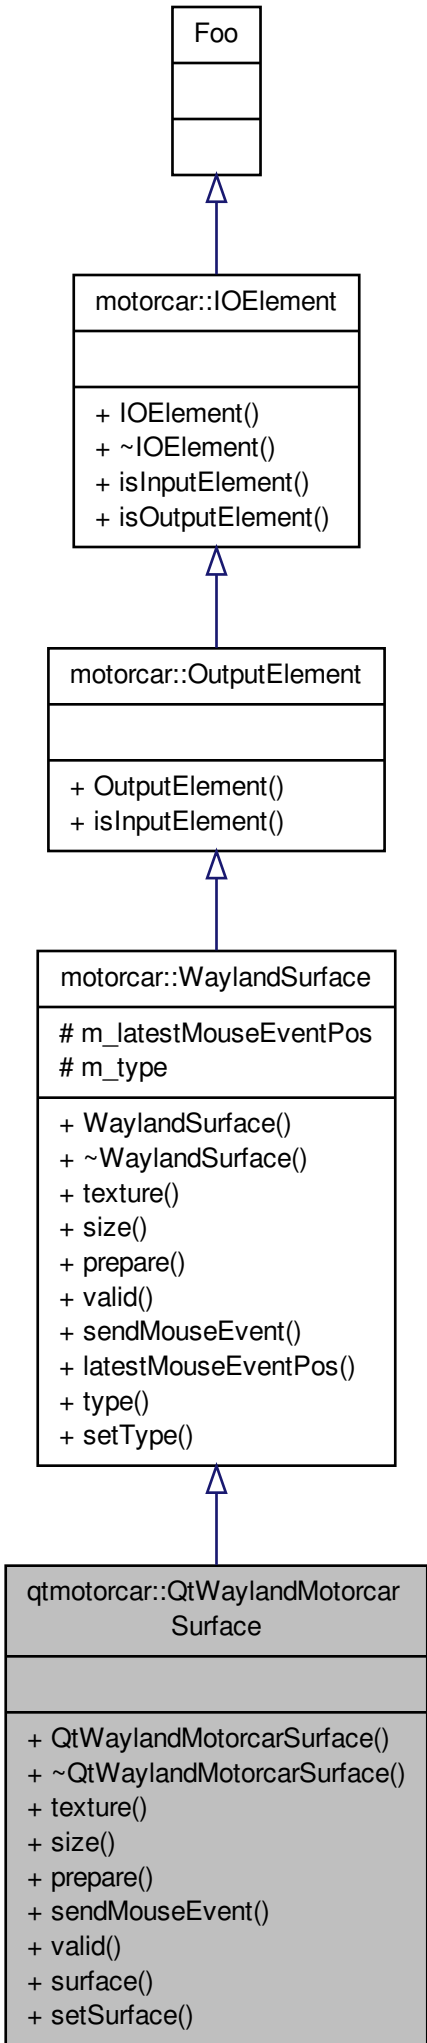 Foo
motorcar::IOElement
+ IOElement()
+ ~IOElement()
+ isInputElement()
+ isOutputElement()
motorcar::OutputElement
+ OutputElement()
+ isInputElement()
motorcar::WaylandSurface
# m_latestMouseEventPos
# m_type
+ WaylandSurface()
+ ~WaylandSurface()
+ texture()
+ size()
+ prepare()
+ valid()
+ sendMouseEvent()
+ latestMouseEventPos()
+ type()
+ setType()
qtmotorcar::QtWaylandMotorcar
Surface
+ QtWaylandMotorcarSurface()
+ ~QtWaylandMotorcarSurface()
+ texture()
+ size()
+ prepare()
+ sendMouseEvent()
+ valid()
+ surface()
+ setSurface()